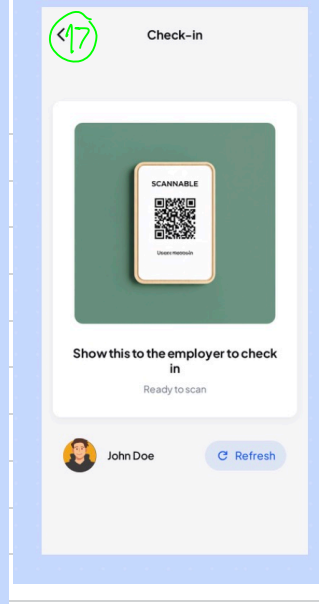 17
Check-in
SCANNABLE
Show this to the employer to check
in
Ready to scan
John Doe
Refresh